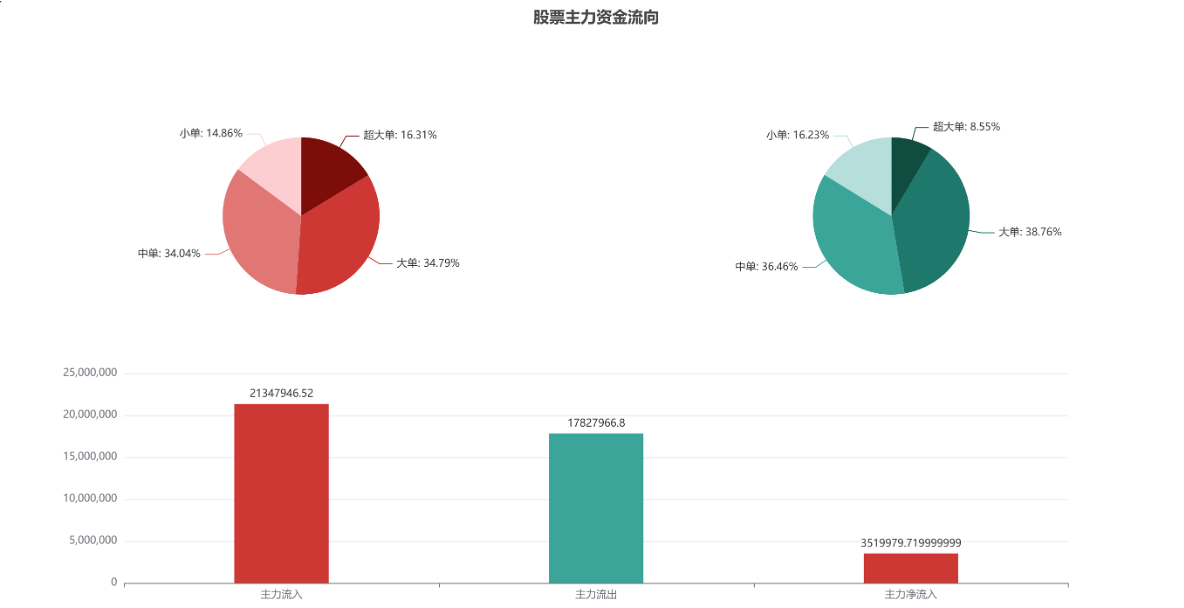 股票主力资金流向
小单: 14.86%
超大单: 16.31%
中单: 34.04%
大单: 34.79%
小单: 16.23%
超大单: 8.55%
大单: 38.76%
中单: 36.46%
25,000,000
20,000,000
15,000,000
10,000,000
5,000,000
0
21347946.52
17827966.8
3519979.719999999
主力流入
主力流出
主力净流入